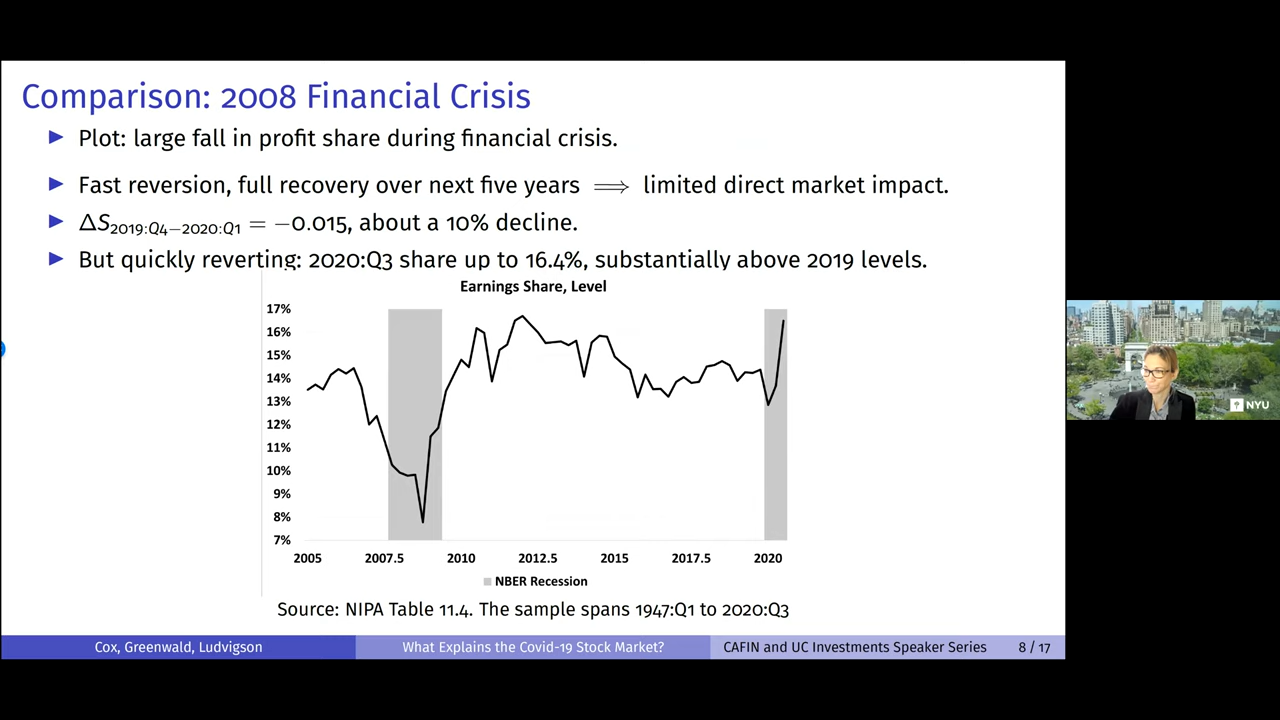 Comparison: 2008 Financial Crisis
▶ Plot: large fall in profit share during financial crisis.
▶ Fast reversion, full recovery over next five years ⟹ limited direct market impact.
▶ ΔS2019:Q4−2020:Q1 = −0.015, about a 10% decline.
▶ But quickly reverting: 2020:Q3 share up to 16.4%, substantially above 2019 levels.
Earnings Share, Level
17%
16%
15%
14%
13%
12%
11%
10%
9%
8%
7%
2005 2007.5 2010 2012.5 2015 2017.5 2020
NBER Recession
Source: NIPA Table 11.4. The sample spans 1947:Q1 to 2020:Q3
Cox, Greenwald, Ludvigson What Explains the Covid-19 Stock Market? CAFIN and UC Investments Speaker Series 8 / 17
NYU